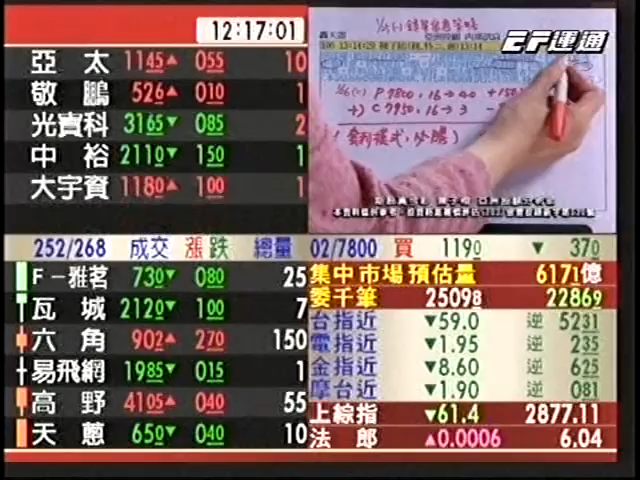 12:17:01
EF運通
亞太 1145▲ 055 10
敬鵬 526▲ 010 1
光寶科 3165▼ 085 2
中裕 2110▼ 150 1
大宇資 1180▲ 100 1
P 7800, 16→40
+) C 7950, 16→3
252/268 成交 漲跌 總量
F－雅茗 730▼ 080 25
瓦城 2120▼ 100 7
六角 902▲ 270 150
易飛網 1985▼ 015 1
高野 4105▲ 040 55
天蔥 650▼ 040 10
02/7800 買 1190 ▼ 370
集中市場預估量 6171億
委千筆 25098 22869
台指近 ▼59.0 逆 5231
電指近 ▼1.95 逆 235
金指近 ▼8.60 逆 625
摩台近 ▼1.90 逆 081
上綜指 ▼61.4 2877.11
法郎 ▲0.0006 6.04